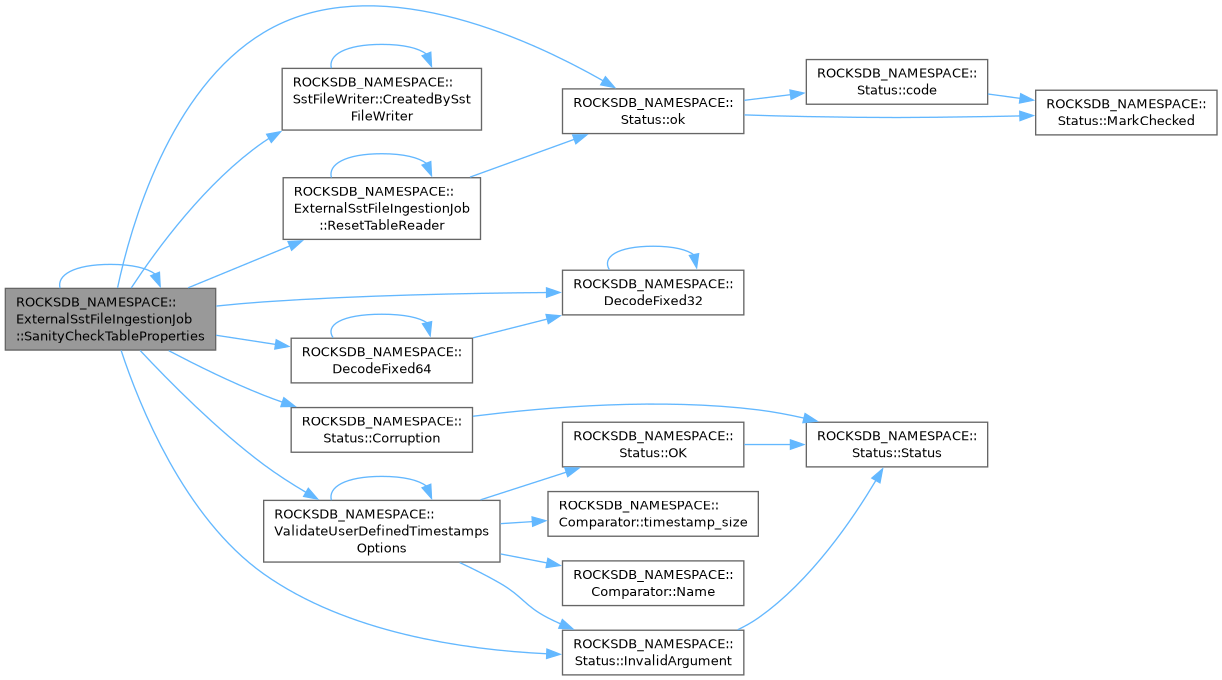 ROCKSDB_NAMESPACE::
ExternalSstFileIngestionJob
::SanityCheckTableProperties
ROCKSDB_NAMESPACE::
SstFileWriter::CreatedBySst
FileWriter
ROCKSDB_NAMESPACE::
ExternalSstFileIngestionJob
::ResetTableReader
ROCKSDB_NAMESPACE::
Status::ok
ROCKSDB_NAMESPACE::
Status::code
ROCKSDB_NAMESPACE::
Status::MarkChecked
ROCKSDB_NAMESPACE::
DecodeFixed32
ROCKSDB_NAMESPACE::
DecodeFixed64
ROCKSDB_NAMESPACE::
Status::Corruption
ROCKSDB_NAMESPACE::
Status::Status
ROCKSDB_NAMESPACE::
ValidateUserDefinedTimestamps
Options
ROCKSDB_NAMESPACE::
Status::OK
ROCKSDB_NAMESPACE::
Comparator::timestamp_size
ROCKSDB_NAMESPACE::
Comparator::Name
ROCKSDB_NAMESPACE::
Status::InvalidArgument